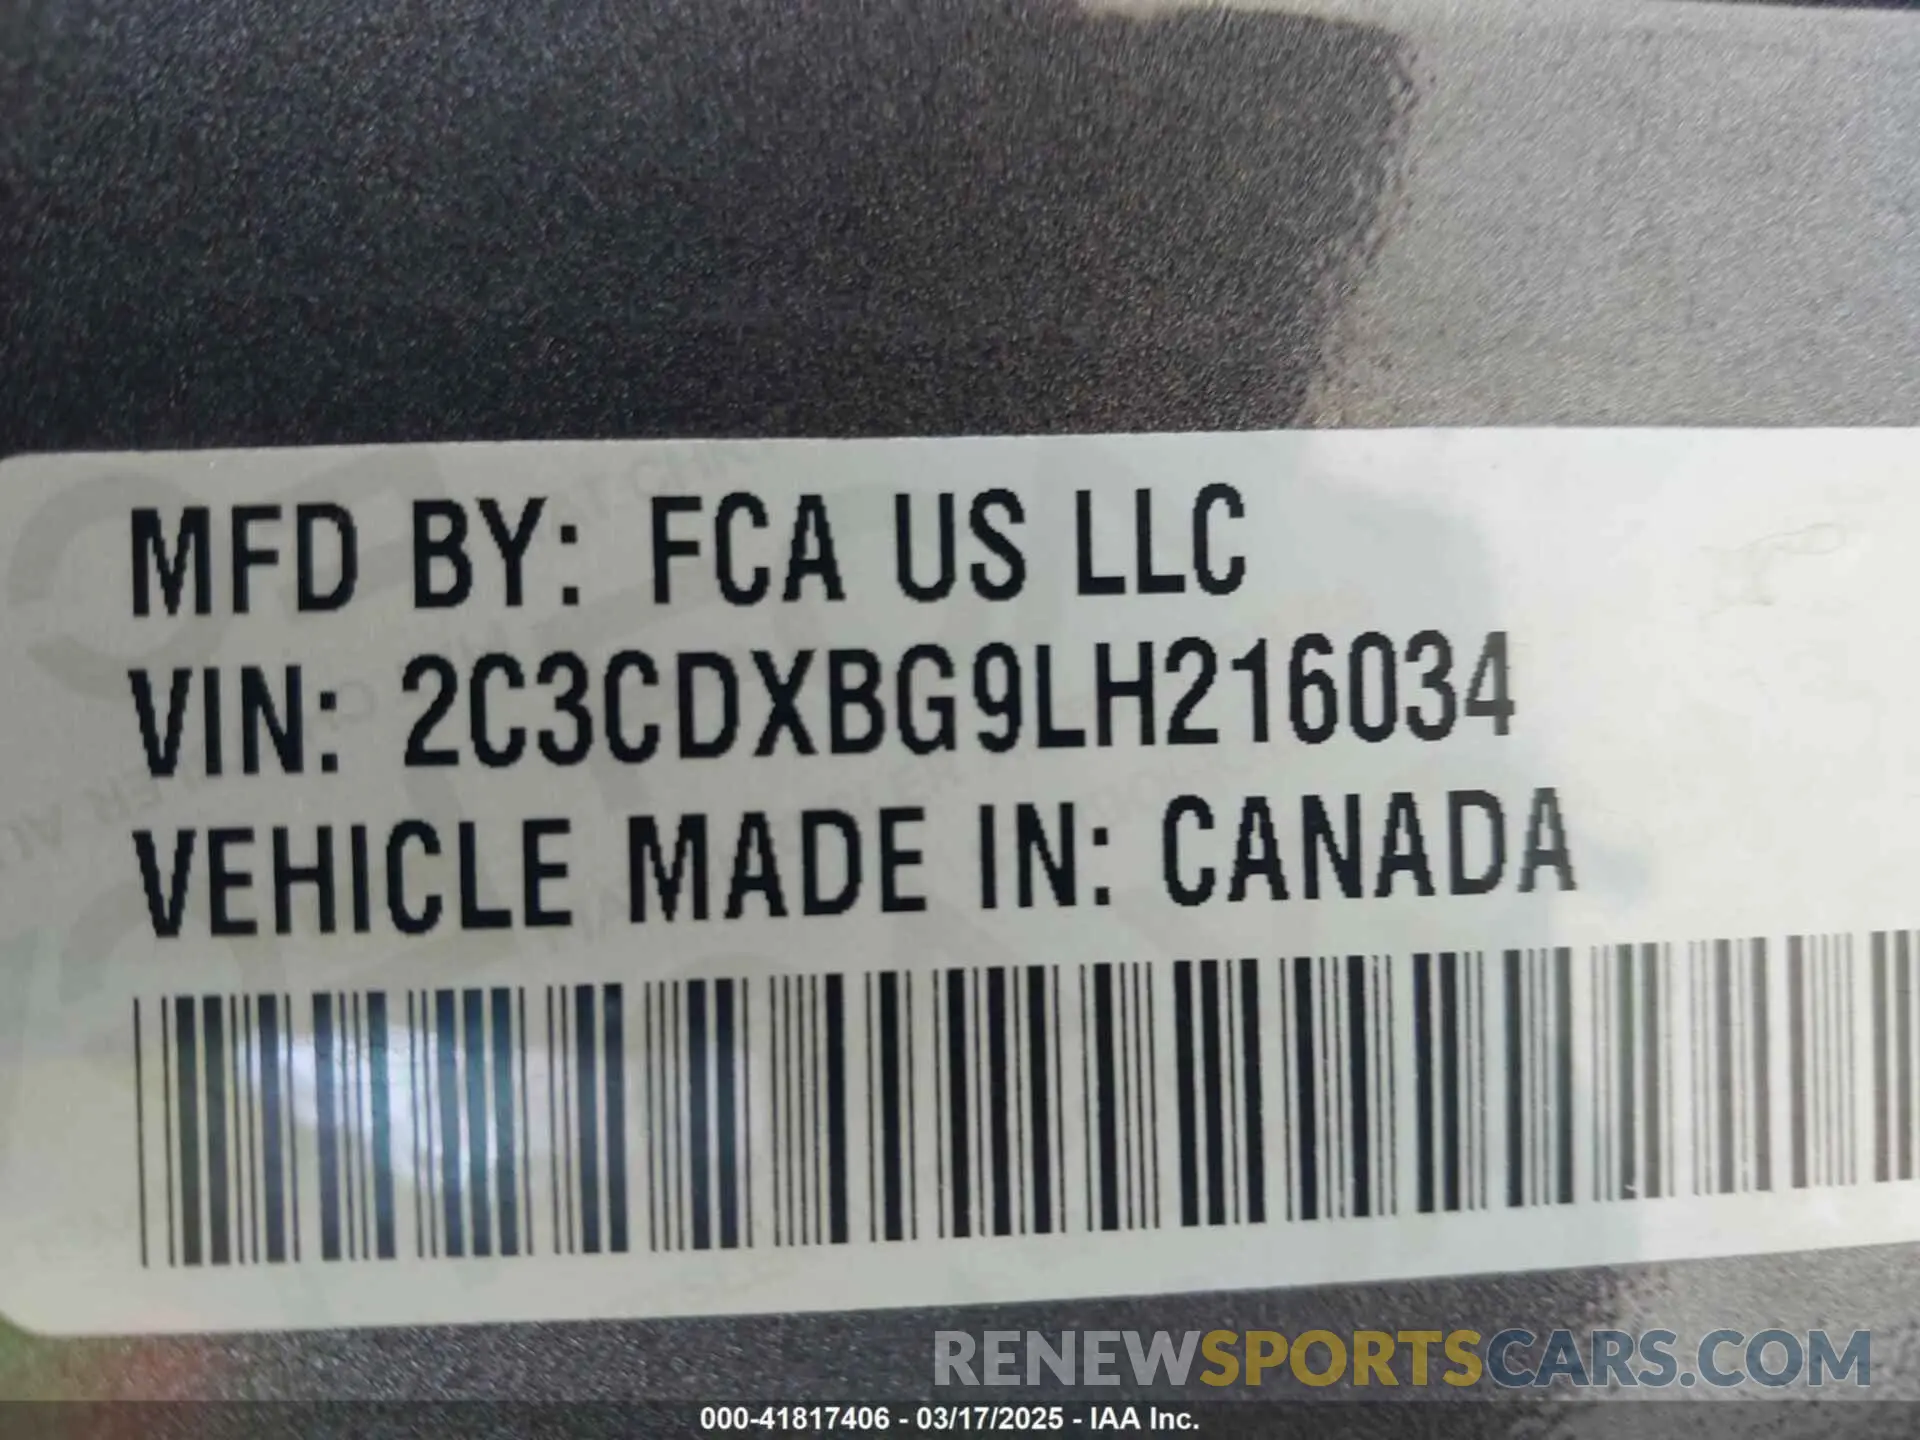 MFD BY: FCA US LLC
VIN: 2C3CDXBG9LH216034
VEHICLE MADE IN: CANADA
RENEWSPORTSCARS.COM
000-41817406 - 03/17/2025 - IAA Inc.